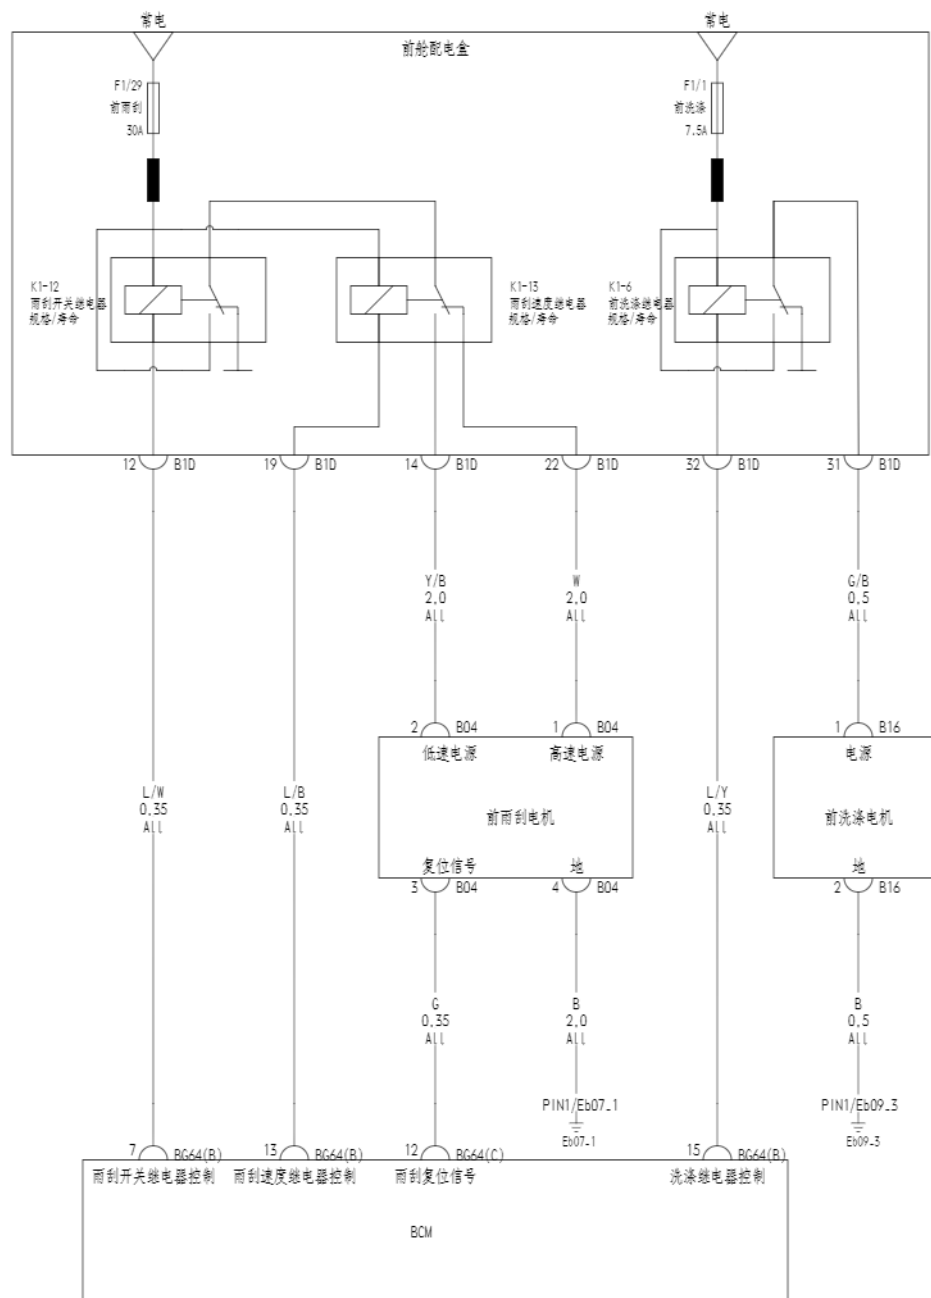 常电
常电
前舱配电盒
F1/29
前雨刮
30A
F1/1
前洗涤
7.5A
K1-12
雨刮开关继电器
规格/寿命
K1-13
雨刮速度继电器
规格/寿命
K1-6
前洗涤继电器
规格/寿命
12 B1D
19 B1D
14 B1D
22 B1D
32 B1D
31 B1D
Y/B
2,0
All
W
2,0
All
G/B
0,5
All
2 B04
1 B04
1 B16
低速电源
高速电源
电源
L/W
0,35
All
L/B
0,35
All
前雨刮电机
L/Y
0,35
All
前洗涤电机
复位信号
地
地
3 B04
4 B04
2 B16
G
0,35
All
B
2,0
All
B
0,5
All
PIN1/Eb07_1
Eb07-1
PIN1/Eb09_3
Eb09-3
7 BG64(B)
13 BG64(B)
12 BG64(C)
15 BG64(B)
雨刮开关继电器控制
雨刮速度继电器控制
雨刮复位信号
洗涤继电器控制
BCM